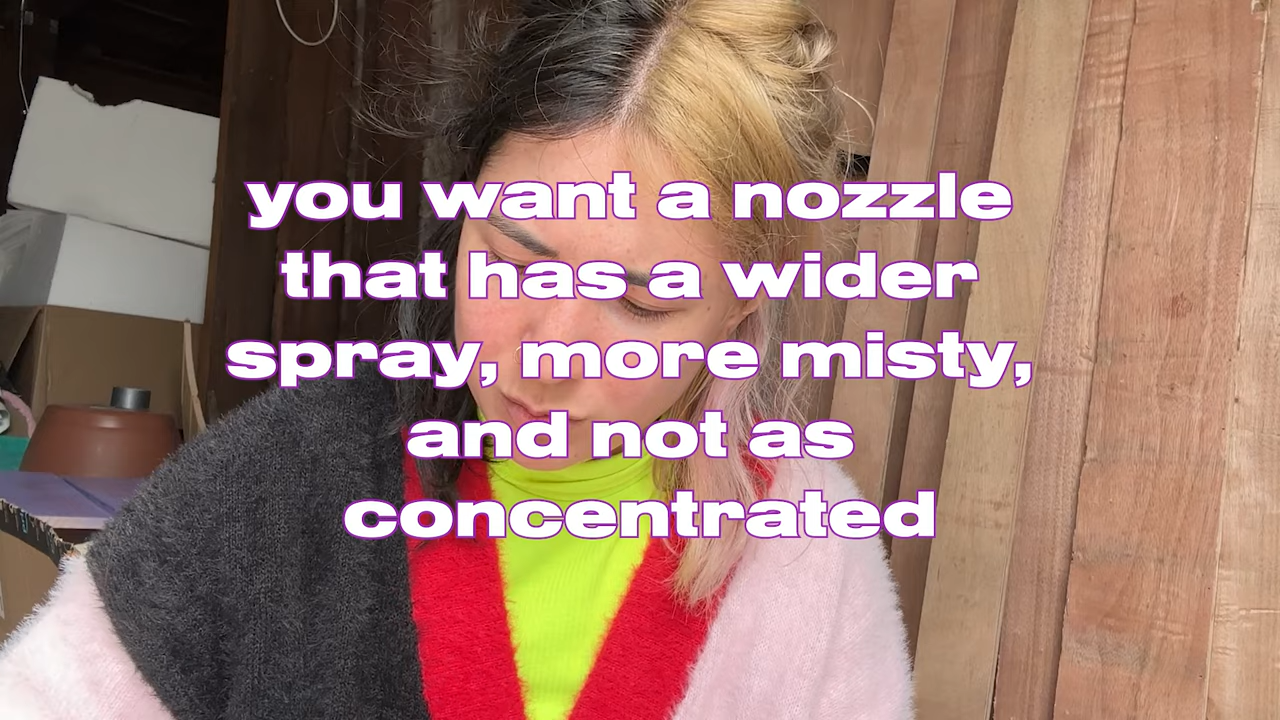 you want a nozzle
that has a wider
spray, more misty,
and not as
concentrated